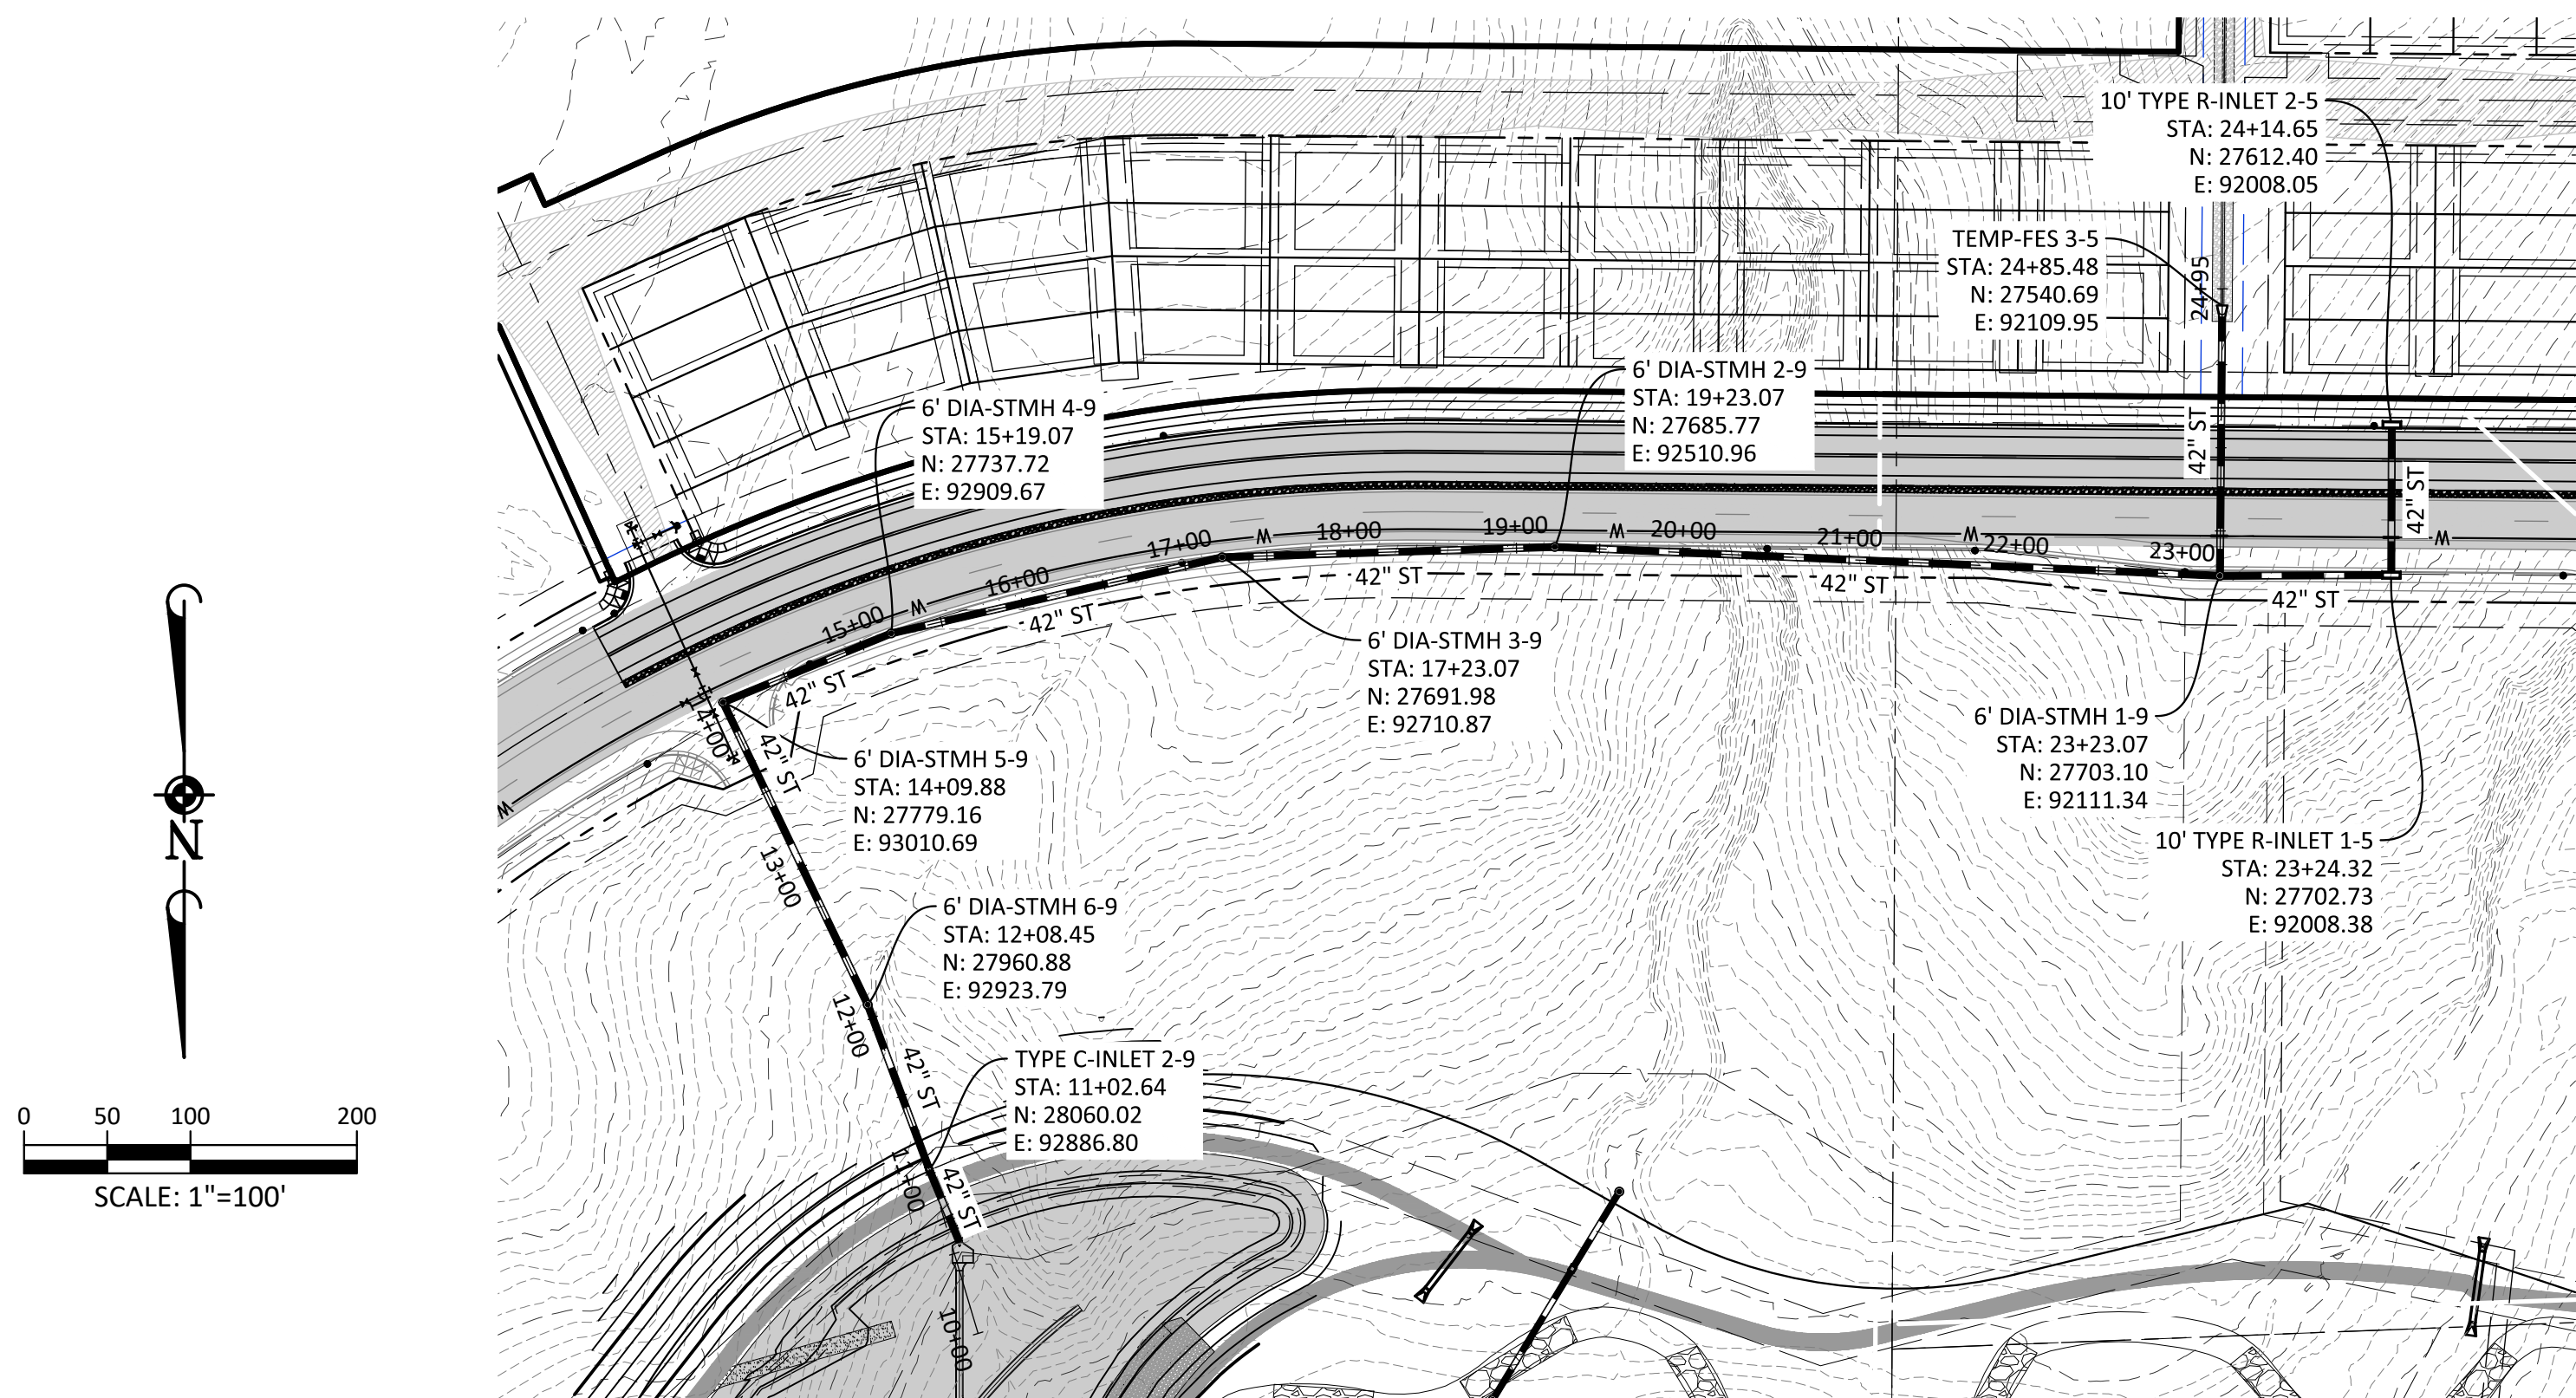 10' TYPE R-INLET 2-5
STA: 24+14.65
N: 27612.40
E: 92008.05
TEMP-FES 3-5
STA: 24+85.48
N: 27540.69
E: 92109.95
24+95
6' DIA-STMH 2-9
STA: 19+23.07
N: 27685.77
E: 92510.96
6' DIA-STMH 4-9
STA: 15+19.07
N: 27737.72
E: 92909.67
42" ST
42" ST
15+00
W
16+00
17+00
W
18+00
19+00
W
20+00
21+00
W
22+00
23+00
W
42" ST
42" ST
42" ST
42" ST
42" ST
6' DIA-STMH 3-9
STA: 17+23.07
N: 27691.98
E: 92710.87
6' DIA-STMH 1-9
STA: 23+23.07
N: 27703.10
E: 92111.34
14+00
42" ST
W
6' DIA-STMH 5-9
STA: 14+09.88
N: 27779.16
E: 93010.69
10' TYPE R-INLET 1-5
STA: 23+24.32
N: 27702.73
E: 92008.38
13+00
6' DIA-STMH 6-9
STA: 12+08.45
N: 27960.88
E: 92923.79
12+00
42" ST
TYPE C-INLET 2-9
STA: 11+02.64
N: 28060.02
E: 92886.80
11+00
42" ST
10+00
N
0 50 100 200
SCALE: 1"=100'